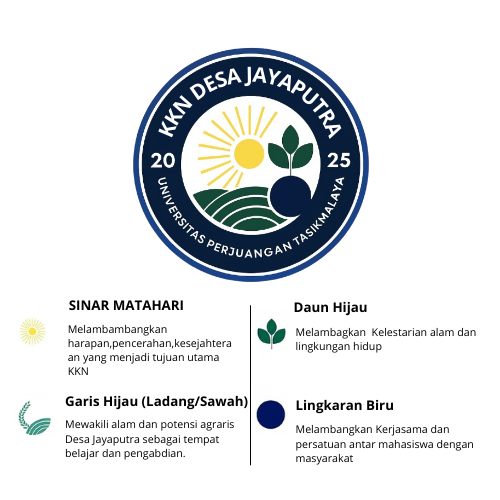 KKN DESA JAYAPUTRA
20 25
UNIVERSITAS PERJUANGAN TASIKMALAYA
SINAR MATAHARI
Melambambangkan
harapan,pencerahan,kesejahtera
an yang menjadi tujuan utama
KKN
Daun Hijau
Melambagkan Kelestarian alam dan
lingkungan hidup
Garis Hijau (Ladang/Sawah)
Mewakili alam dan potensi agraris
Desa Jayaputra sebagai tempat
belajar dan pengabdian.
Lingkaran Biru
Melambangkan Kerjasama dan
persatuan antar mahasiswa dengan
masyarakat